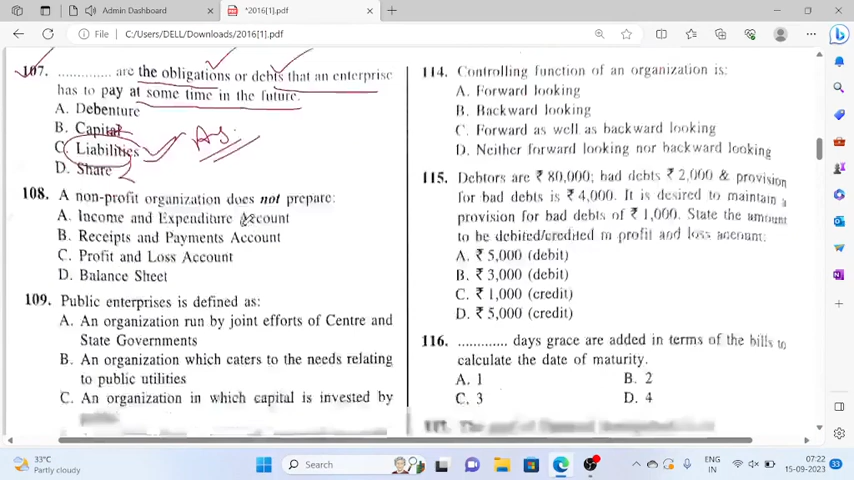 Admin Dashboard
*2016[1].pdf
File
C:/Users/DELL/Downloads/2016[1].pdf
107. ............. are the obligations or debts that an enterprise
has to pay at some time in the future.
A. Debenture
B. Capital
C. Liabilities
D. Share
As.
108. A non-profit organization does not prepare:
A. Income and Expenditure Account
B. Receipts and Payments Account
C. Profit and Loss Account
D. Balance Sheet
109. Public enterprises is defined as:
A. An organization run by joint efforts of Centre and
State Governments
B. An organization which caters to the needs relating
to public utilities
C. An organization in which capital is invested by
114. Controlling function of an organization is:
A. Forward looking
B. Backward looking
C. Forward as well as backward looking
D. Neither forward looking nor backward looking
115. Debtors are ₹ 80,000; bad debts ₹ 2,000 & provision
for bad debts is ₹ 4,000. It is desired to maintain a
provision for bad debts of ₹ 1,000. State the amount
to be debited/credited in profit and loss account:
A. ₹ 5,000 (debit)
B. ₹ 3,000 (debit)
C. ₹ 1,000 (credit)
D. ₹ 5,000 (credit)
116. ............. days grace are added in terms of the bills to
calculate the date of maturity.
A. 1
B. 2
C. 3
D. 4
33°C
Partly cloudy
Search
ENG
IN
07:22
15-09-2023
33